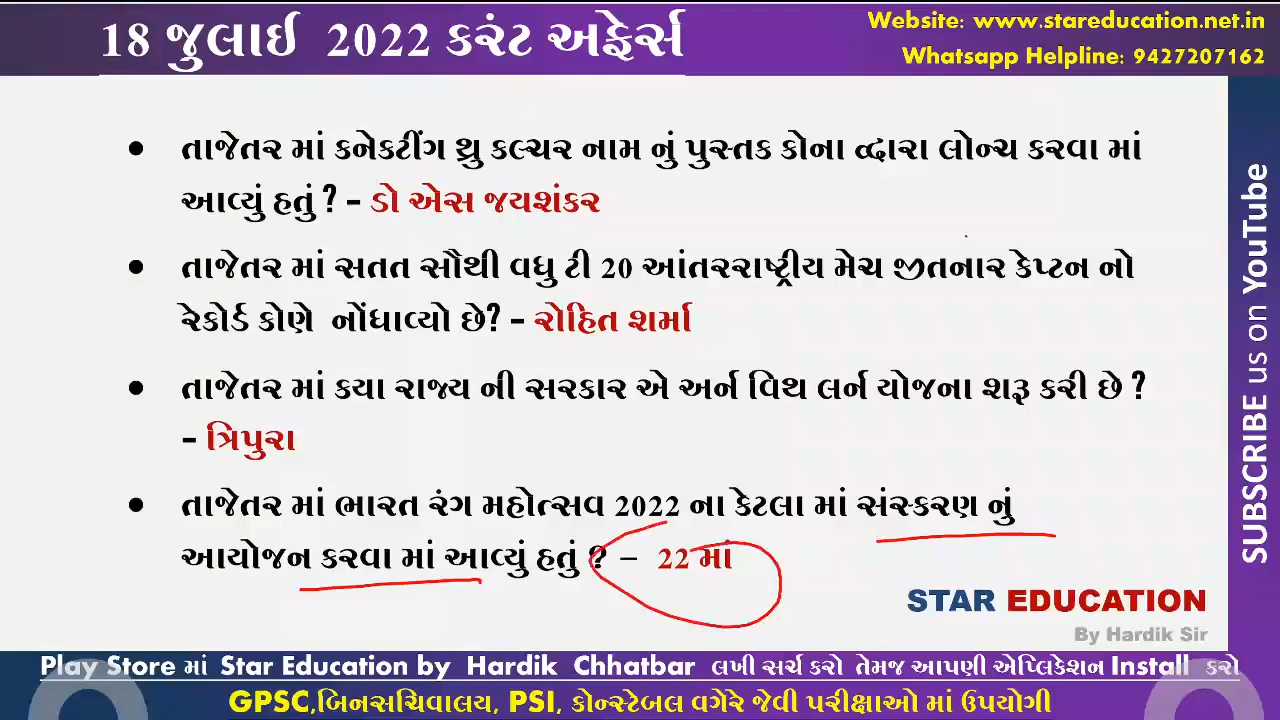 18 જુલાઈ 2022 કરંટ અફેર્સ
Website: www.stareducation.net.in
Whatsapp Helpline: 9427207162
• તાજેતર માં કનેકટીંગ થ્રુ કલ્ચર નામ નું પુસ્તક કોના દ્વારા લોન્ચ કરવા માં
આવ્યું હતું ? – ડો એસ જયશંકર
• તાજેતર માં સતત સૌથી વધુ ટી 20 આંતરરાષ્ટ્રીય મેચ જીતનાર કેપ્ટન નો
રેકોર્ડ કોણે નોંધાવ્યો છે? – રોહિત શર્મા
• તાજેતર માં કયા રાજ્ય ની સરકાર એ અર્ન વિથ લર્ન યોજના શરૂ કરી છે ?
– ત્રિપુરા
• તાજેતર માં ભારત રંગ મહોત્સવ 2022 ના કેટલા માં સંસ્કરણ નું
આયોજન કરવા માં આવ્યું હતું ? – 22 માં
STAR EDUCATION
By Hardik Sir
SUBSCRIBE us on YouTube
Play Store માં Star Education by Hardik Chhatbar લખી સર્ચ કરો તેમજ આપણી એપ્લિકેશન Install કરો
GPSC,બિનસચિવાલય, PSI, કોન્સ્ટેબલ વગેરે જેવી પરીક્ષાઓ માં ઉપયોગી